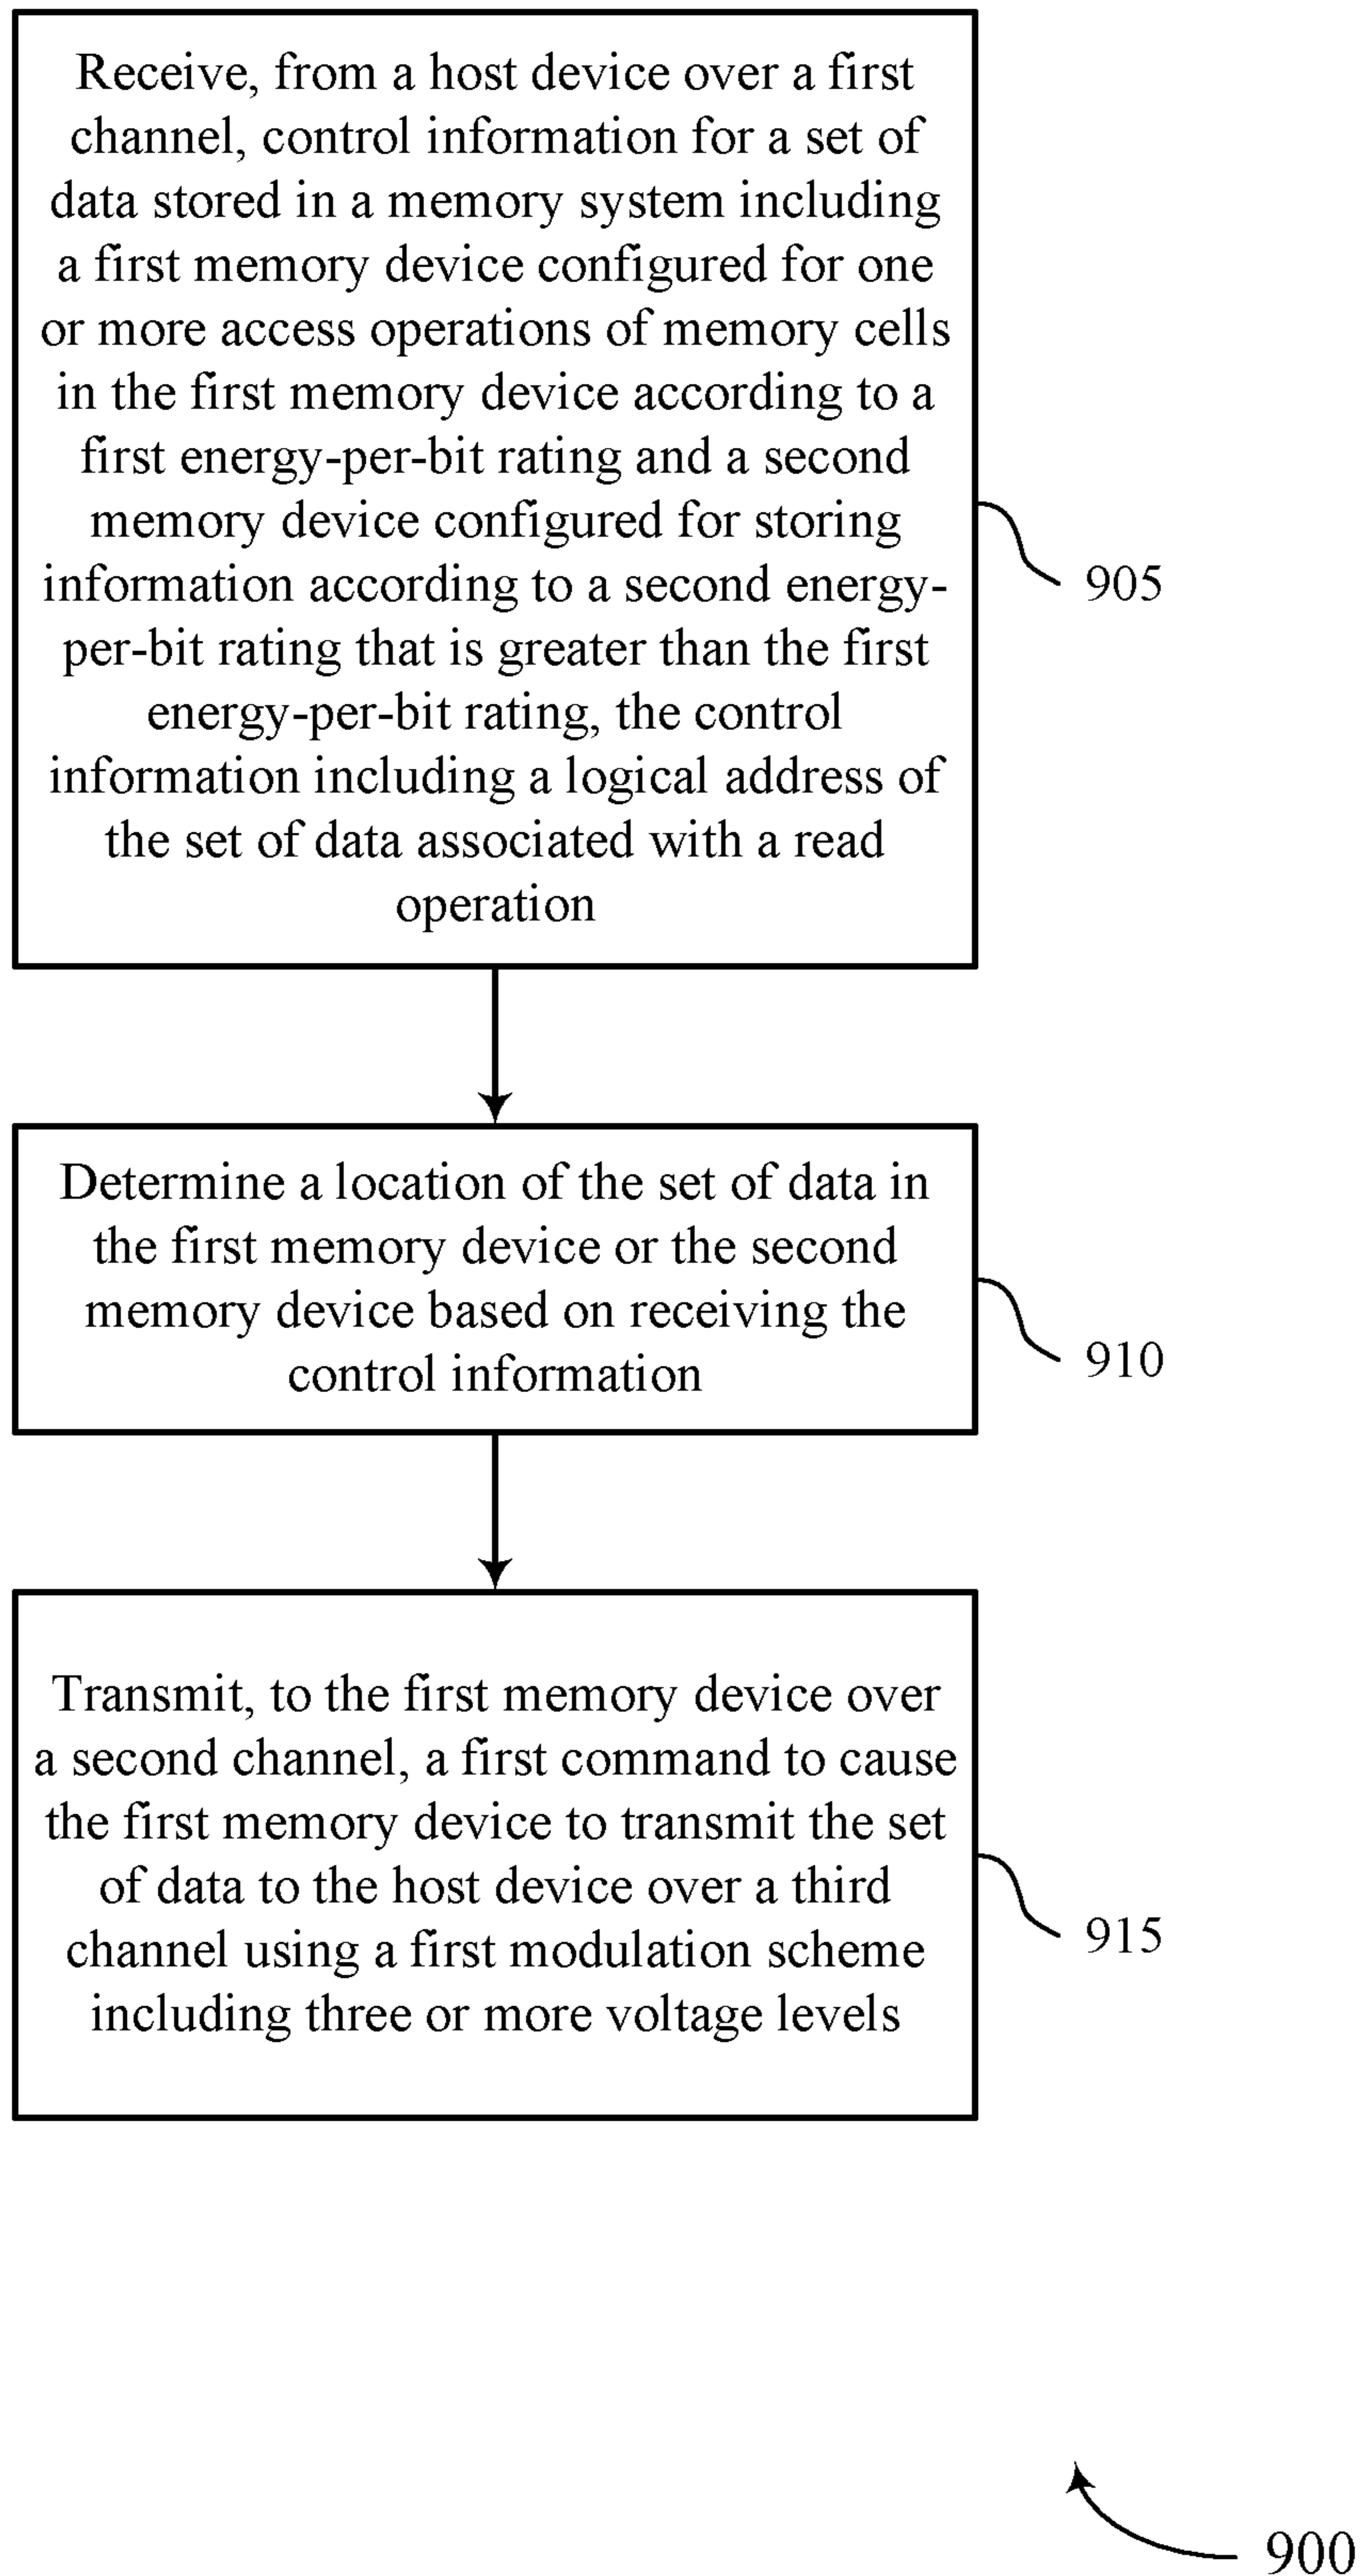 Receive, from a host device over a first
channel, control information for a set of
data stored in a memory system including
a first memory device configured for one
or more access operations of memory cells
in the first memory device according to a
first energy-per-bit rating and a second
memory device configured for storing
information according to a second energy-
per-bit rating that is greater than the first
energy-per-bit rating, the control
information including a logical address of
the set of data associated with a read
operation
905
Determine a location of the set of data in
the first memory device or the second
memory device based on receiving the
control information
910
Transmit, to the first memory device over
a second channel, a first command to cause
the first memory device to transmit the set
of data to the host device over a third
channel using a first modulation scheme
including three or more voltage levels
915
900